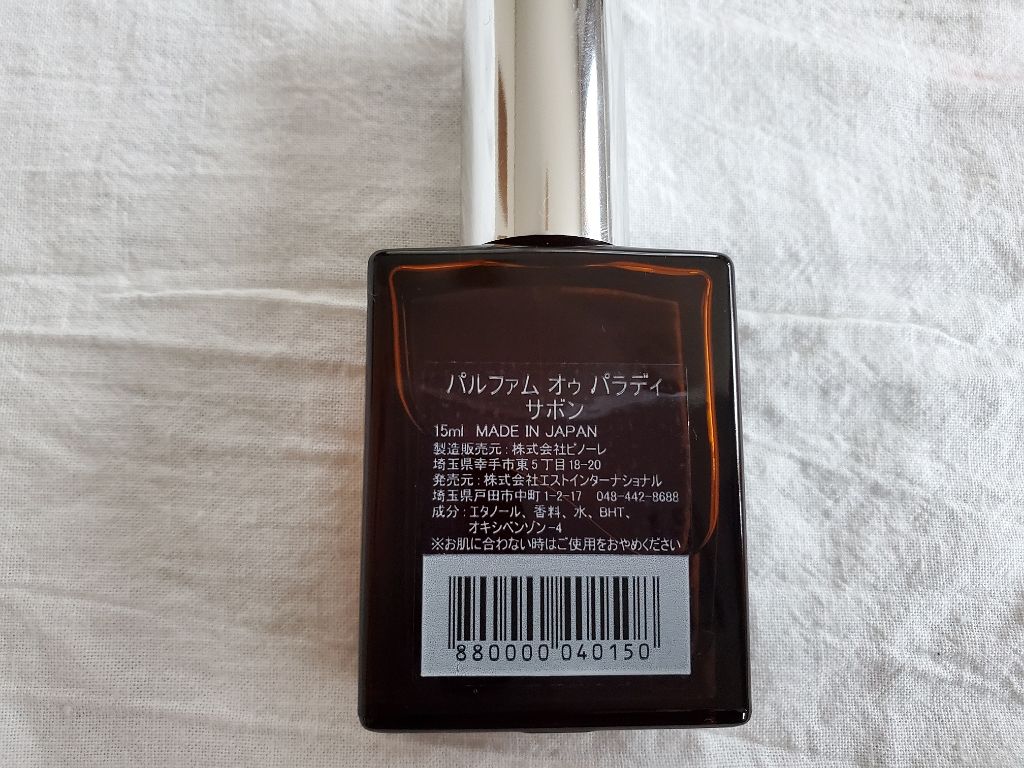 パルファム オゥ パラディ
サボン
15ml MADE IN JAPAN
製造販売元:株式会社ピノーレ
埼玉県幸手市東5丁目18-20
発売元:株式会社エストインターナショナル
埼玉県戸田市中町1-2-17 048-442-8688
成分:エタノール、香料、水、BHT、
オキシベンゾン-4
※お肌に合わない時はご使用をおやめください
880000 040150